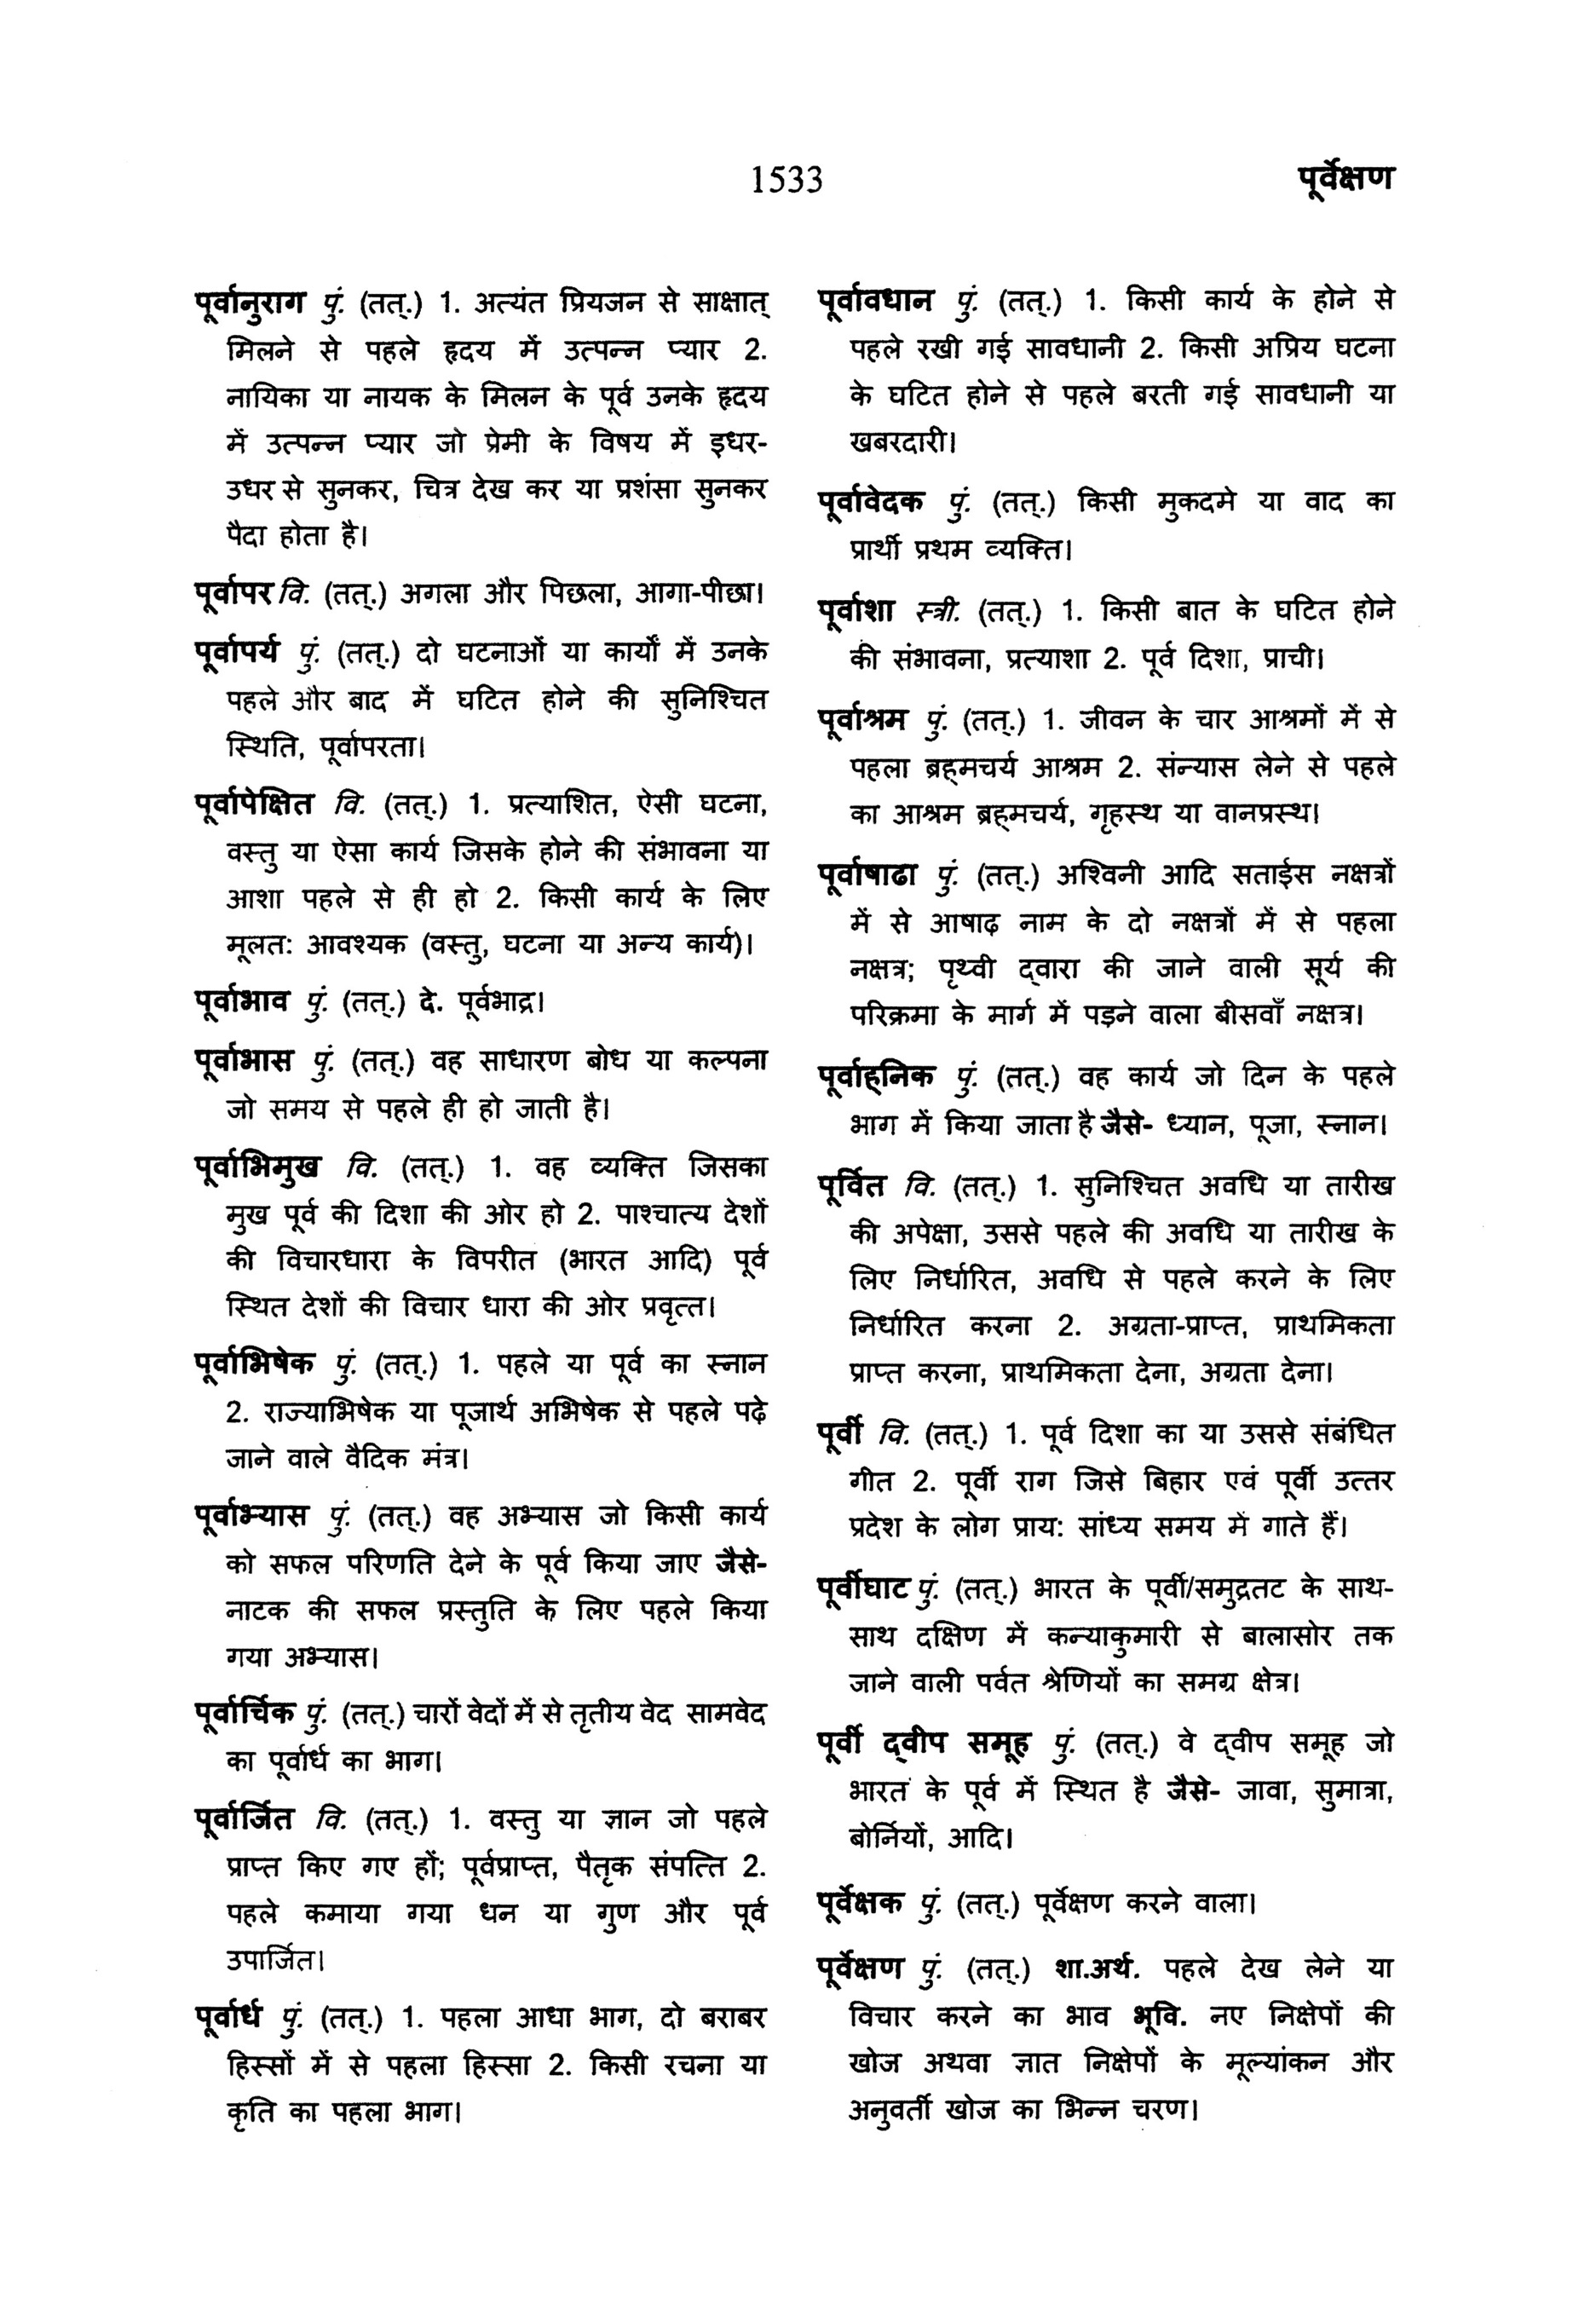 1533
पूर्वेक्षण
पूर्वानुराग पुं. (तत्.) 1. अत्यंत प्रियजन से साक्षात्
मिलने से पहले हृदय में उत्पन्न प्यार 2.
नायिका या नायक के मिलन के पूर्व उनके हृदय
में उत्पन्न प्यार जो प्रेमी के विषय में इधर-
उधर से सुनकर, चित्र देख कर या प्रशंसा सुनकर
पैदा होता है।
पूर्वापर वि. (तत्.) अगला और पिछला, आगा-पीछा।
पूर्वापर्य पुं. (तत्.) दो घटनाओं या कार्यों में उनके
पहले और बाद में घटित होने की सुनिश्चित
स्थिति, पूर्वापरता।
पूर्वापेक्षित वि. (तत्.) 1. प्रत्याशित, ऐसी घटना,
वस्तु या ऐसा कार्य जिसके होने की संभावना या
आशा पहले से ही हो 2. किसी कार्य के लिए
मूलत: आवश्यक (वस्तु, घटना या अन्य कार्य)।
पूर्वाभाव पुं. (तत्.) दे. पूर्वभाद्र।
पूर्वाभास पुं. (तत्.) वह साधारण बोध या कल्पना
जो समय से पहले ही हो जाती है।
पूर्वाभिमुख वि. (तत्.) 1. वह व्यक्ति जिसका
मुख पूर्व की दिशा की ओर हो 2. पाश्चात्य देशों
की विचारधारा के विपरीत (भारत आदि) पूर्व
स्थित देशों की विचार धारा की ओर प्रवृत्त।
पूर्वाभिषेक पुं. (तत्.) 1. पहले या पूर्व का स्नान
2. राज्याभिषेक या पूजार्थ अभिषेक से पहले पढ़े
जाने वाले वैदिक मंत्र।
पूर्वाभ्यास पुं. (तत्.) वह अभ्यास जो किसी कार्य
को सफल परिणति देने के पूर्व किया जाए जैसे-
नाटक की सफल प्रस्तुति के लिए पहले किया
गया अभ्यास।
पूर्वार्चिक पुं. (तत्.) चारों वेदों में से तृतीय वेद सामवेद
का पूर्वार्ध का भाग।
पूर्वार्जित वि. (तत्.) 1. वस्तु या ज्ञान जो पहले
प्राप्त किए गए हों; पूर्वप्राप्त, पैतृक संपत्ति 2.
पहले कमाया गया धन या गुण और पूर्व
उपार्जित।
पूर्वार्ध पुं. (तत्.) 1. पहला आधा भाग, दो बराबर
हिस्सों में से पहला हिस्सा 2. किसी रचना या
कृति का पहला भाग।
पूर्वावधान पुं. (तत्.) 1. किसी कार्य के होने से
पहले रखी गई सावधानी 2. किसी अप्रिय घटना
के घटित होने से पहले बरती गई सावधानी या
खबरदारी।
पूर्वावेदक पुं. (तत्.) किसी मुकदमे या वाद का
प्रार्थी प्रथम व्यक्ति।
पूर्वाशा स्त्री. (तत्.) 1. किसी बात के घटित होने
की संभावना, प्रत्याशा 2. पूर्व दिशा, प्राची।
पूर्वाश्रम पुं. (तत्.) 1. जीवन के चार आश्रमों में से
पहला ब्रह्मचर्य आश्रम 2. संन्यास लेने से पहले
का आश्रम ब्रह्मचर्य, गृहस्थ या वानप्रस्थ।
पूर्वाषाढा पुं. (तत्.) अश्विनी आदि सताईस नक्षत्रों
में से आषाढ़ नाम के दो नक्षत्रों में से पहला
नक्षत्र; पृथ्वी द्वारा की जाने वाली सूर्य की
परिक्रमा के मार्ग में पड़ने वाला बीसवाँ नक्षत्र।
पूर्वाह्निक पुं. (तत्.) वह कार्य जो दिन के पहले
भाग में किया जाता है जैसे- ध्यान, पूजा, स्नान।
पूर्वित वि. (तत्.) 1. सुनिश्चित अवधि या तारीख
की अपेक्षा, उससे पहले की अवधि या तारीख के
लिए निर्धारित, अवधि से पहले करने के लिए
निर्धारित करना 2. अग्रता-प्राप्त, प्राथमिकता
प्राप्त करना, प्राथमिकता देना, अग्रता देना।
पूर्वी वि. (तत्.) 1. पूर्व दिशा का या उससे संबंधित
गीत 2. पूर्वी राग जिसे बिहार एवं पूर्वी उत्तर
प्रदेश के लोग प्राय: सांध्य समय में गाते हैं।
पूर्वीघाट पुं. (तत्.) भारत के पूर्वी/समुद्रतट के साथ-
साथ दक्षिण में कन्याकुमारी से बालासोर तक
जाने वाली पर्वत श्रेणियों का समग्र क्षेत्र।
पूर्वी द्वीप समूह पुं. (तत्.) वे द्वीप समूह जो
भारत के पूर्व में स्थित है जैसे- जावा, सुमात्रा,
बोर्नियों, आदि।
पूर्वेक्षक पुं. (तत्.) पूर्वेक्षण करने वाला।
पूर्वेक्षण पुं. (तत्.) शा.अर्थ. पहले देख लेने या
विचार करने का भाव भूवि. नए निक्षेपों की
खोज अथवा ज्ञात निक्षेपों के मूल्यांकन और
अनुवर्ती खोज का भिन्न चरण।